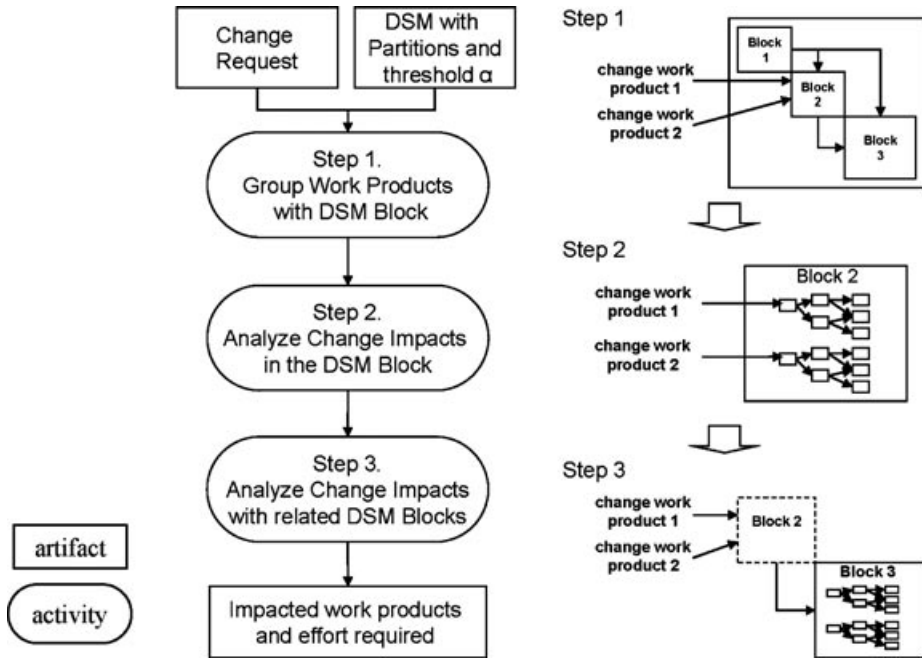 Change
Request
DSM with
Partitions and
threshold α
Step 1.
Group Work Products
with DSM Block
Step 2.
Analyze Change Impacts
in the DSM Block
Step 3.
Analyze Change Impacts
with related DSM Blocks
Impacted work products
and effort required
artifact
activity
Step 1
Block
1
change work
product 1
Block
2
change work
product 2
Block
3
Step 2
Block 2
change work
product 1
change work
product 2
Step 3
change work
product 1
Block 2
change work
product 2
Block 3